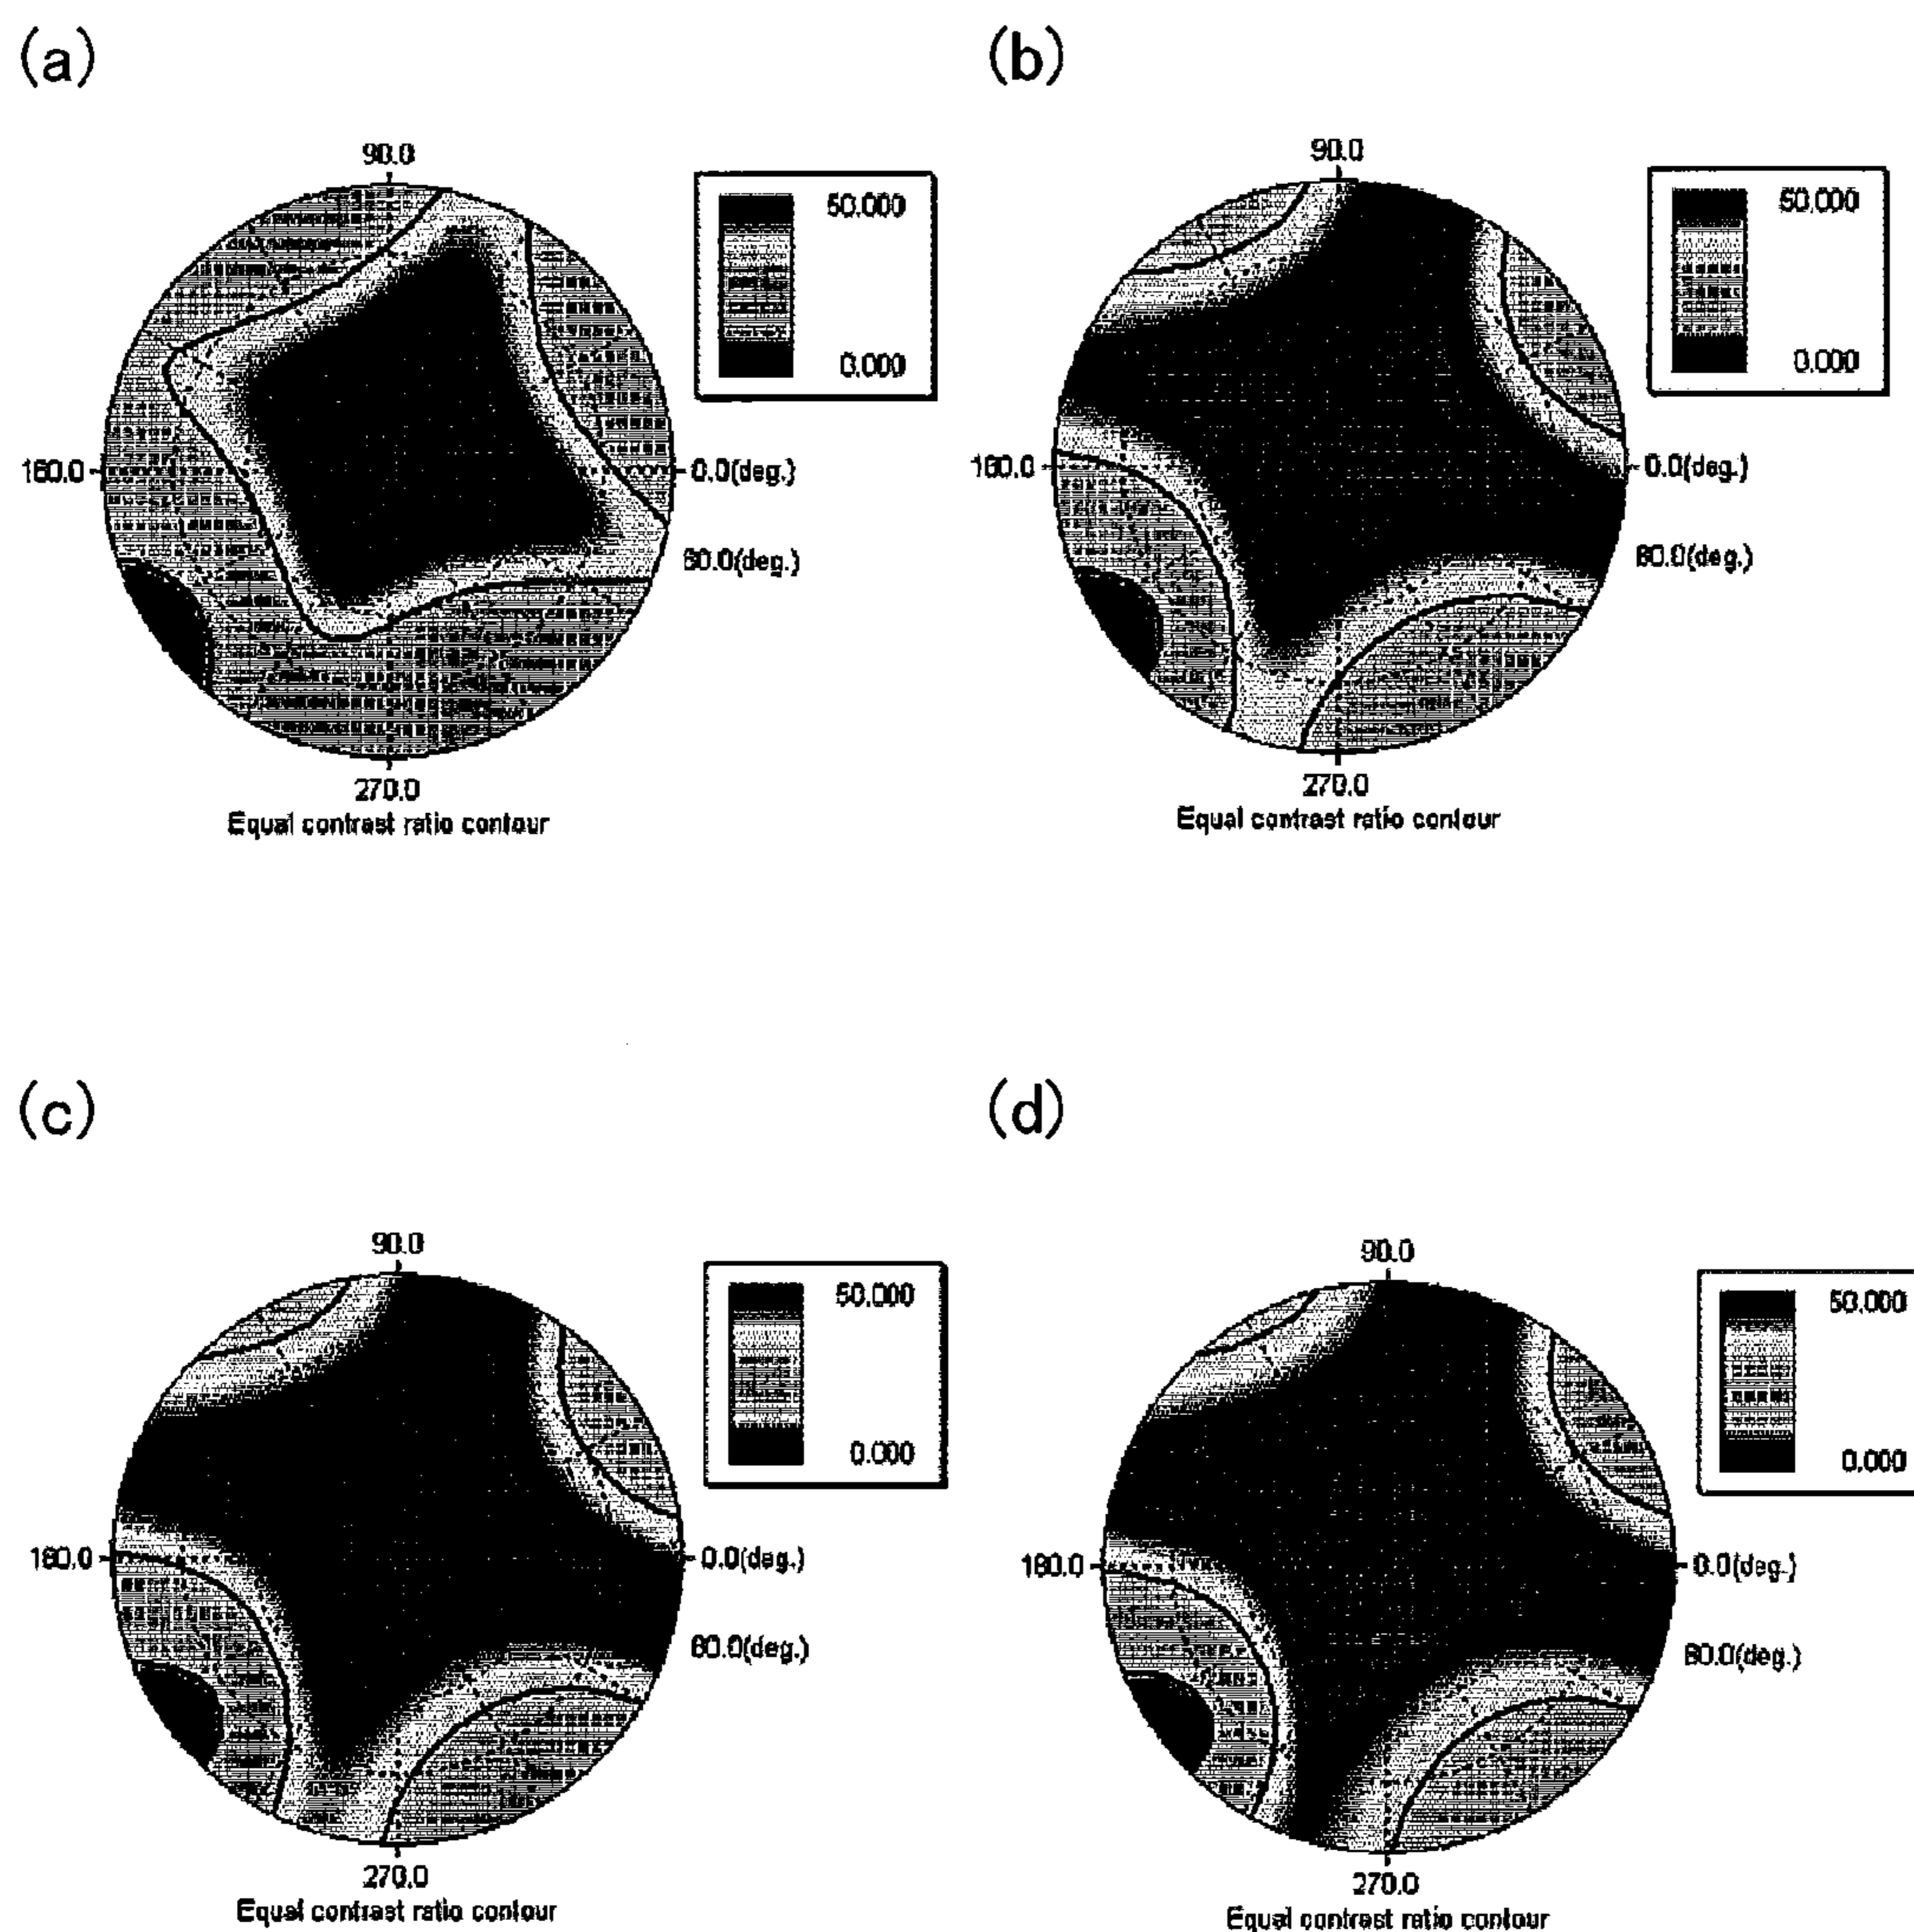 (a)
90.0
50.000
0.000
180.0
0.0(deg.)
80.0(deg.)
270.0
Equal contrast ratio contour
(b)
90.0
50.000
0.000
180.0
0.0(deg.)
80.0(deg.)
270.0
Equal contrast ratio contour
(c)
90.0
50.000
0.000
180.0
0.0(deg.)
80.0(deg.)
270.0
Equal contrast ratio contour
(d)
90.0
50.000
0.000
180.0
0.0(deg.)
80.0(deg.)
270.0
Equal contrast ratio contour